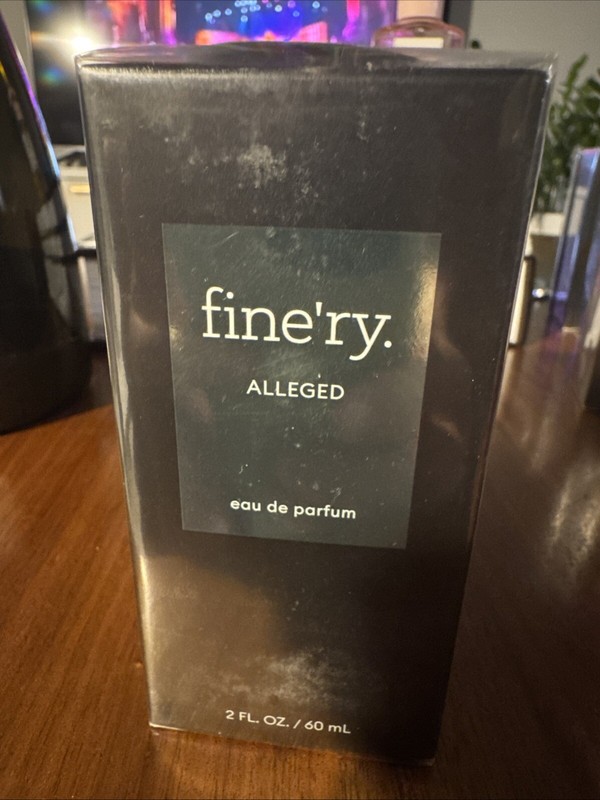 fine'ry.
ALLEGED
eau de parfum
2 FL. OZ. / 60 mL